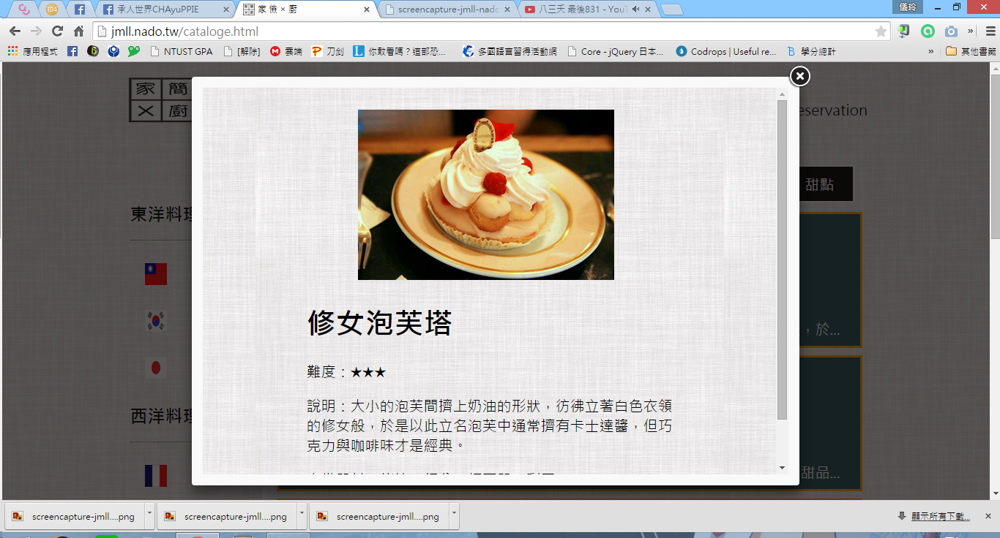 儀玲
104
承人世界CHAyuPPIE
家 儉 × 廚
screencapture-jmll-nado
八三夭 最後831 - YouT
jmll.nado.tw/cataloge.html
應用程式
NTUST GPA
[解除]
雲端
刀剑
你敢看嗎？這部恐...
多國語言習得活動網
Core - jQuery 日本...
Codrops | Useful re...
學分總計
»
其他書籤
家 簡
× 廚
eservation
甜點
東洋料理
修女泡芙塔
，於...
難度：★★★
說明：大小的泡芙間擠上奶油的形狀，彷彿立著白色衣領
的修女般，於是以此立名泡芙中通常擠有卡士達醬，但巧
克力與咖啡味才是經典。
西洋料理
甜品...
screencapture-jmll....png
screencapture-jmll....png
screencapture-jmll....png
顯示所有下載...